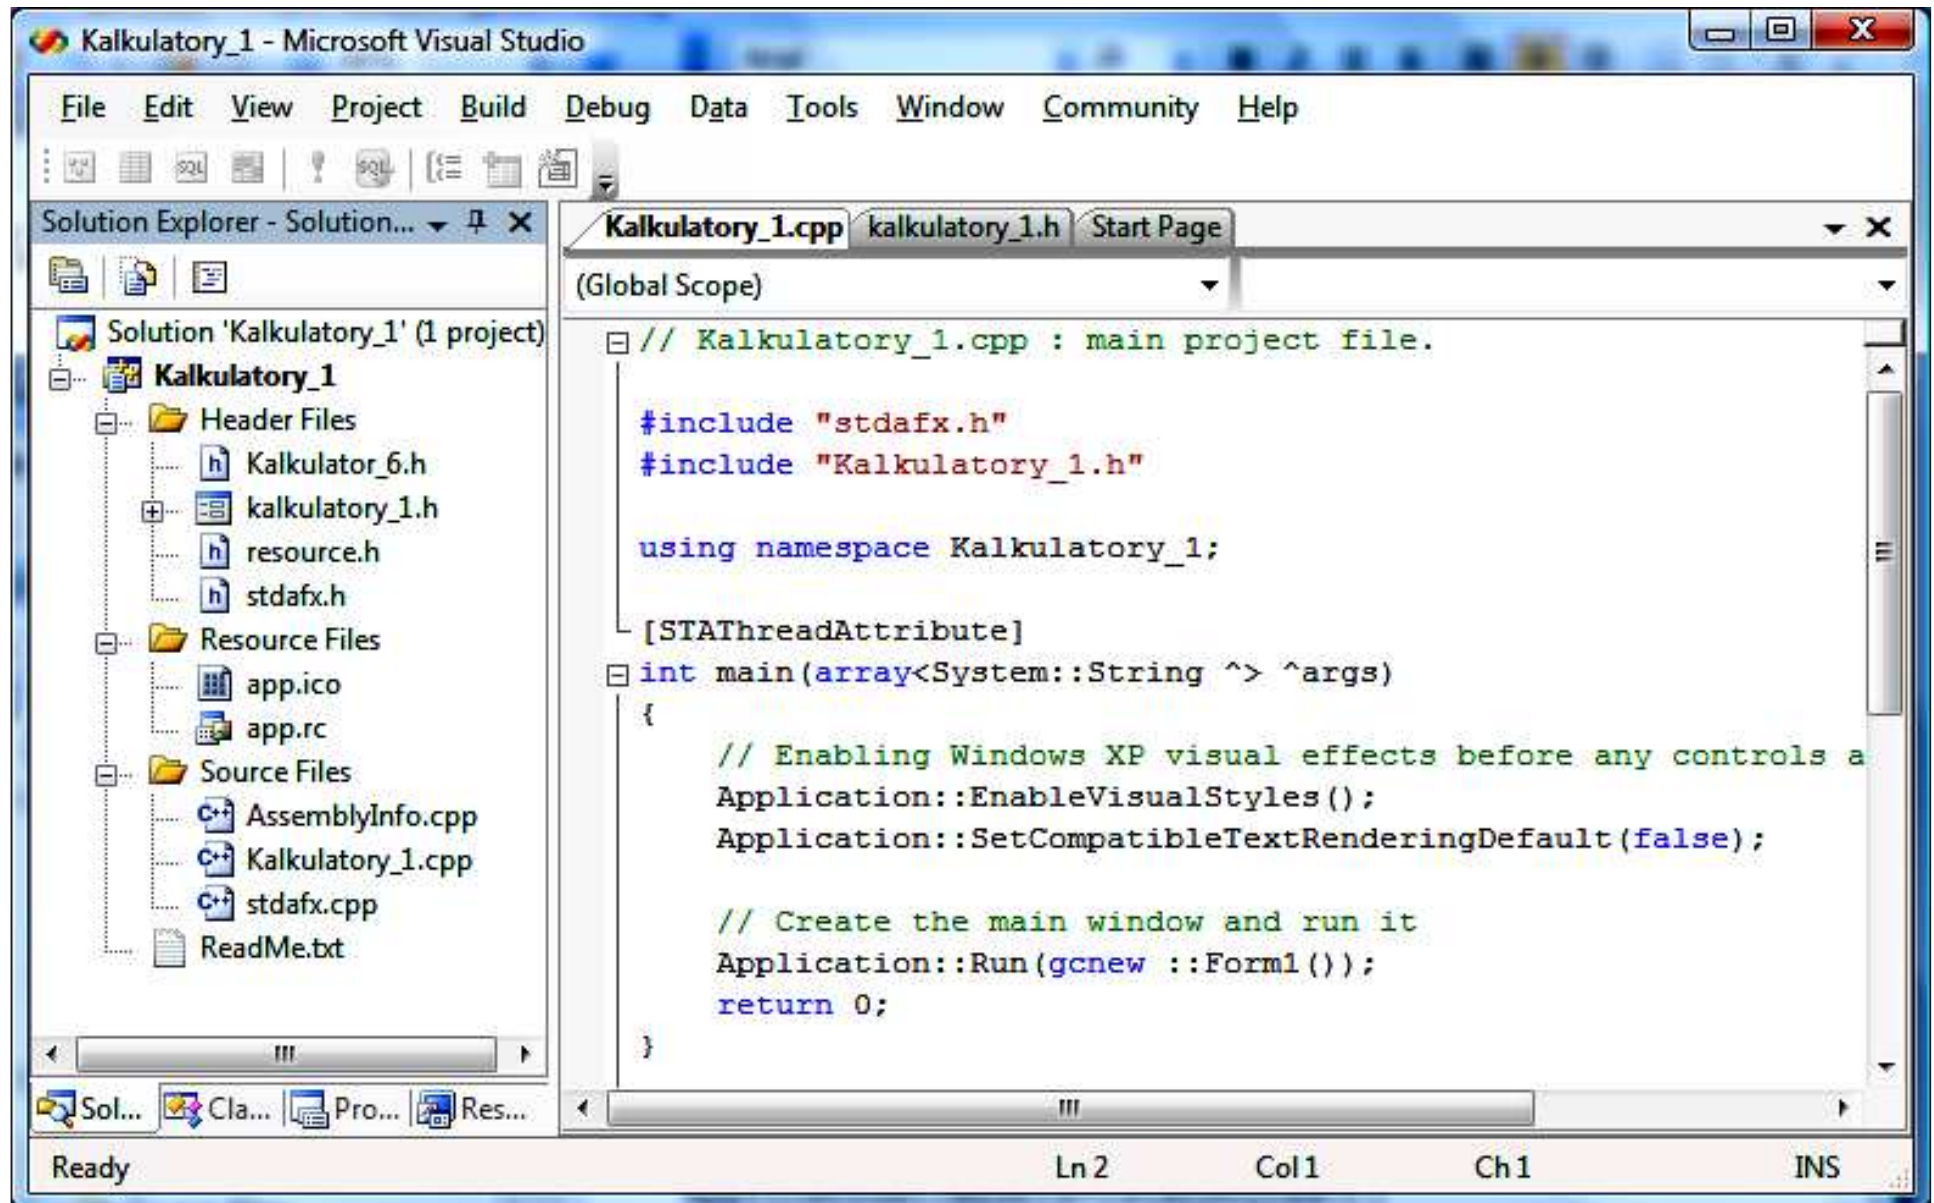 Kalkulatory_1 - Microsoft Visual Studio
File Edit View Project Build Debug Data Tools Window Community Help
SQL SQL
Solution Explorer - Solution...
Solution 'Kalkulatory_1' (1 project)
Kalkulatory_1
Header Files
Kalkulator_6.h
kalkulatory_1.h
resource.h
stdafx.h
Resource Files
app.ico
app.rc
Source Files
AssemblyInfo.cpp
Kalkulatory_1.cpp
stdafx.cpp
ReadMe.txt
Sol... Cla... Pro... Res...
Kalkulatory_1.cpp kalkulatory_1.h Start Page
(Global Scope)
// Kalkulatory_1.cpp : main project file.
#include "stdafx.h"
#include "Kalkulatory_1.h"
using namespace Kalkulatory_1;
[STAThreadAttribute]
int main(array<System::String ^> ^args)
{
// Enabling Windows XP visual effects before any controls a
Application::EnableVisualStyles();
Application::SetCompatibleTextRenderingDefault(false);
// Create the main window and run it
Application::Run(gcnew ::Form1());
return 0;
}
Ready Ln 2 Col 1 Ch 1 INS